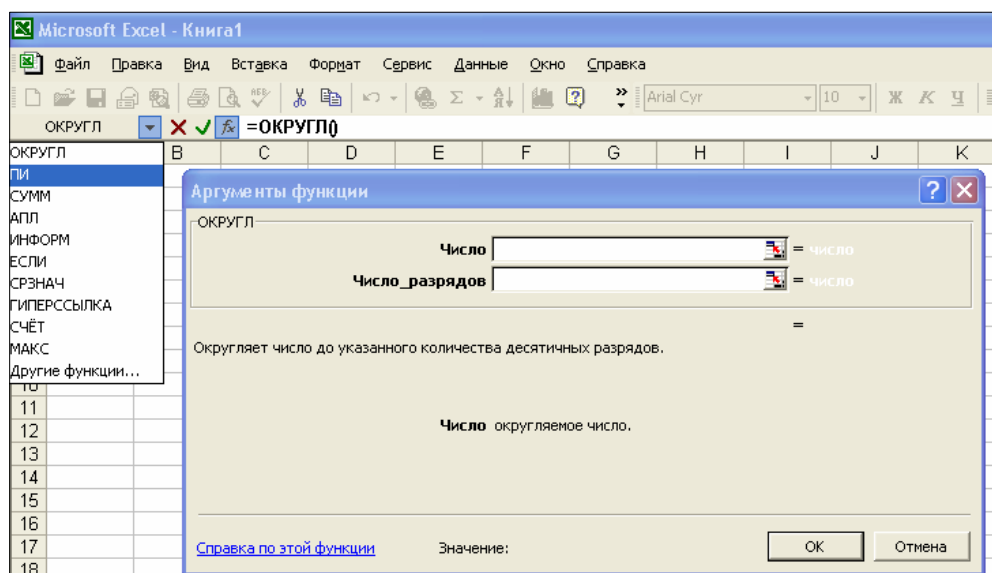 Microsoft Excel - Книга1
Файл Правка Вид Вставка Формат Сервис Данные Окно Справка
Arial Cyr 10 Ж К Ч
ОКРУГЛ =ОКРУГЛ()
B C D E F G H I J K
ОКРУГЛ
ПИ
СУММ
АПЛ
ИНФОРМ
ЕСЛИ
СРЗНАЧ
ГИПЕРССЫЛКА
СЧЁТ
МАКС
Другие функции...
10
11
12
13
14
15
16
17
18
Аргументы функции
ОКРУГЛ
Число = число
Число_разрядов = число
=
Округляет число до указанного количества десятичных разрядов.
Число округляемое число.
Справка по этой функции Значение: ОК Отмена